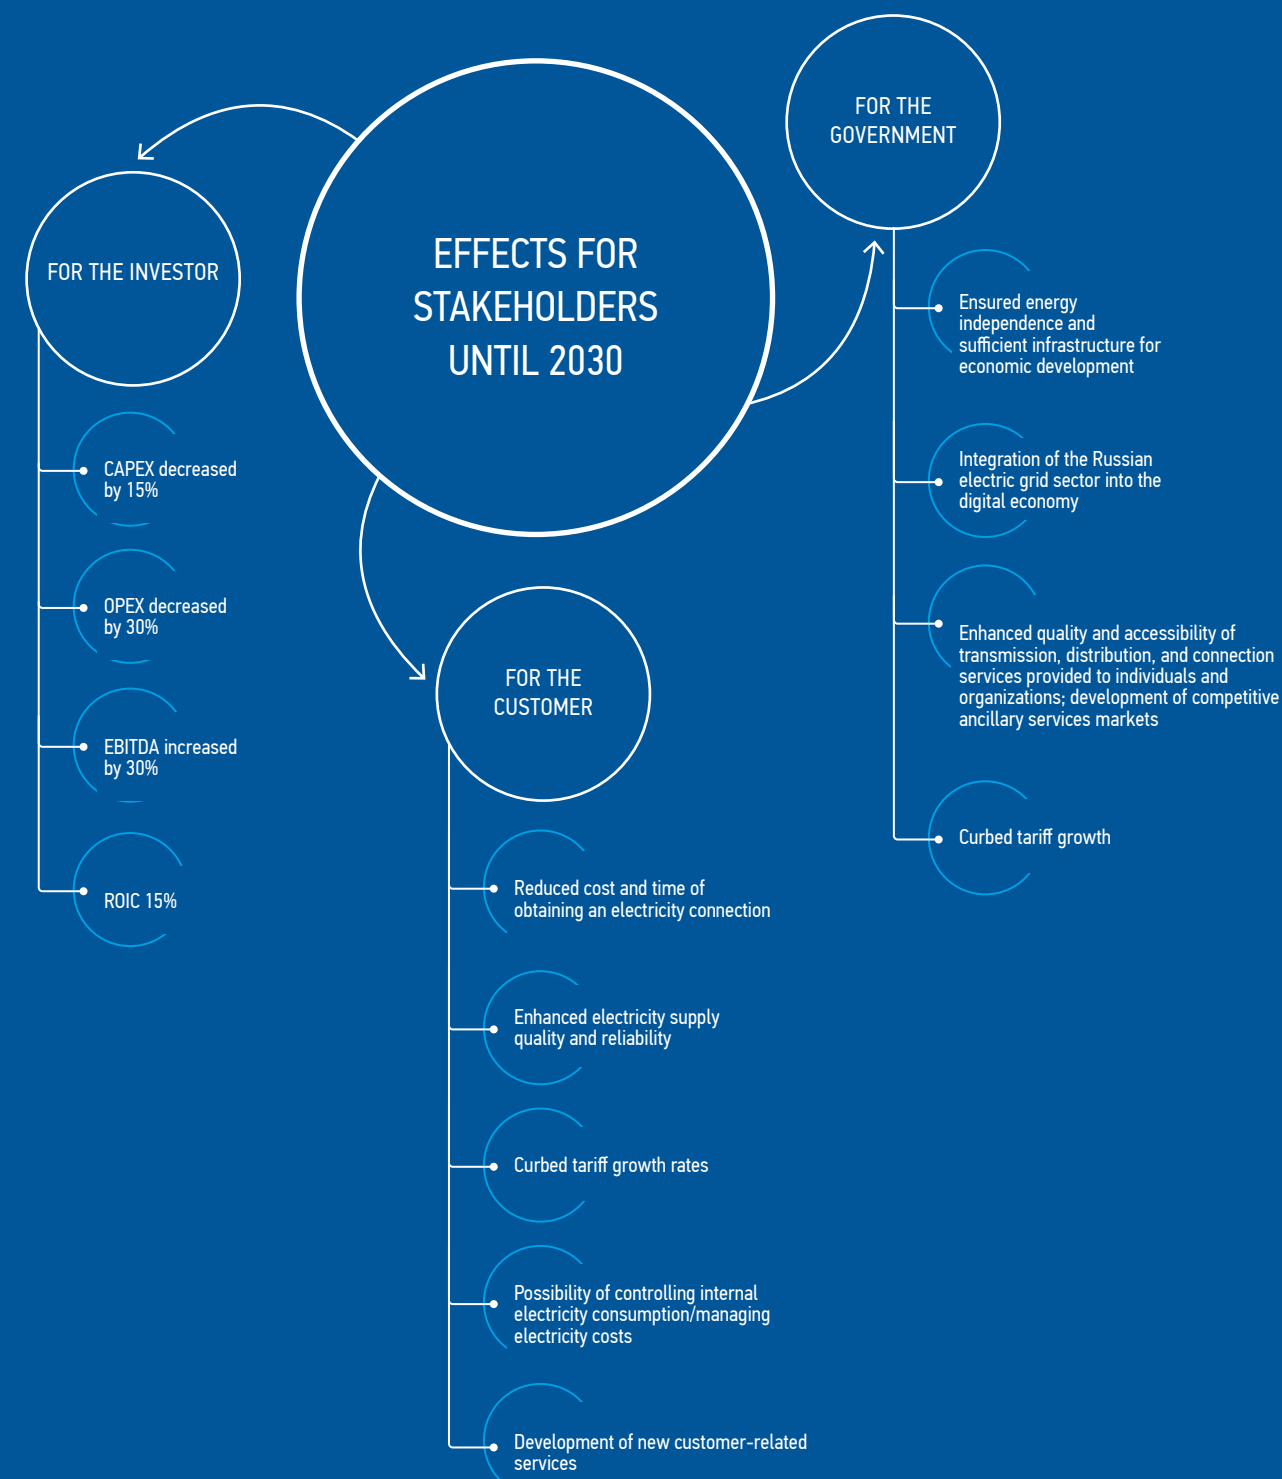 EFFECTS FOR
STAKEHOLDERS
UNTIL 2030
FOR THE INVESTOR
CAPEX decreased
by 15%
OPEX decreased
by 30%
EBITDA increased
by 30%
ROIC 15%
FOR THE
CUSTOMER
Reduced cost and time of
obtaining an electricity connection
Enhanced electricity supply
quality and reliability
Curbed tariff growth rates
Possibility of controlling internal
electricity consumption/managing
electricity costs
Development of new customer-related
services
FOR THE
GOVERNMENT
Ensured energy
independence and
sufficient infrastructure for
economic development
Integration of the Russian
electric grid sector into the
digital economy
Enhanced quality and accessibility of
transmission, distribution, and connection
services provided to individuals and
organizations; development of competitive
ancillary services markets
Curbed tariff growth